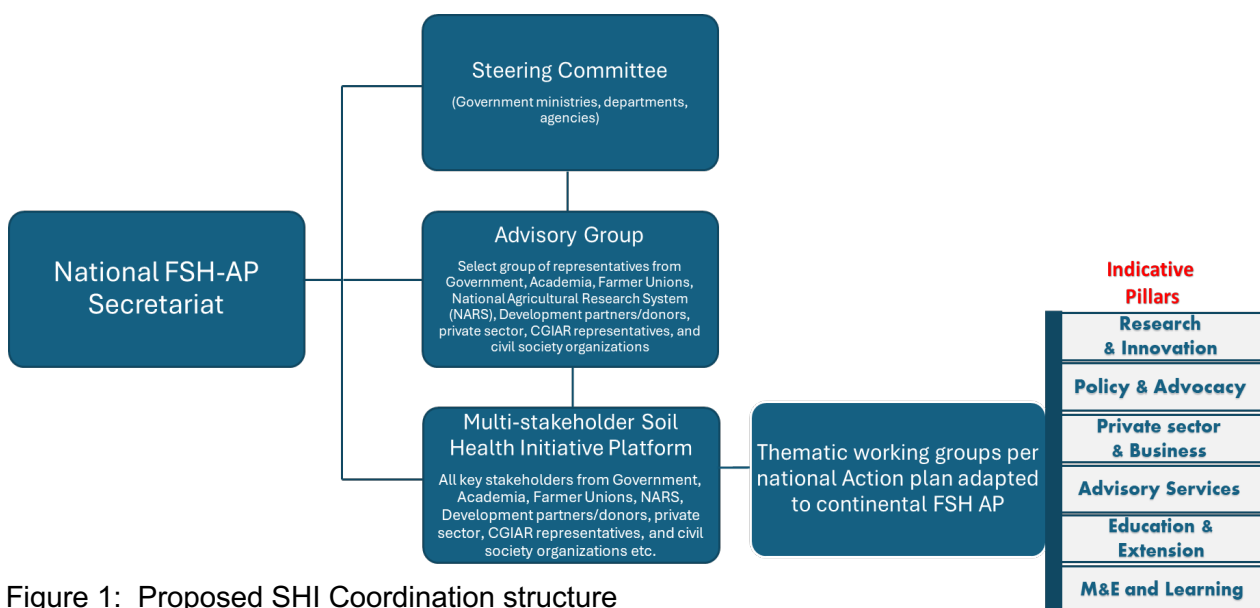 Steering Committee
(Government ministries, departments,
agencies)
National FSH-AP
Secretariat
Advisory Group
Select group of representatives from
Government, Academia, Farmer Unions,
National Agricultural Research System
(NARS), Development partners/donors,
private sector, CGIAR representatives, and
civil society organizations
Multi-stakeholder Soil
Health Initiative Platform
All key stakeholders from Government,
Academia, Farmer Unions, NARS,
Development partners/donors, private
sector, CGIAR representatives, and civil
society organizations etc.
Thematic working groups per
national Action plan adapted
to continental FSH AP
Indicative
Pillars
Research
& Innovation
Policy & Advocacy
Private sector
& Business
Advisory Services
Education &
Extension
M&E and Learning
Figure 1: Proposed SHI Coordination structure